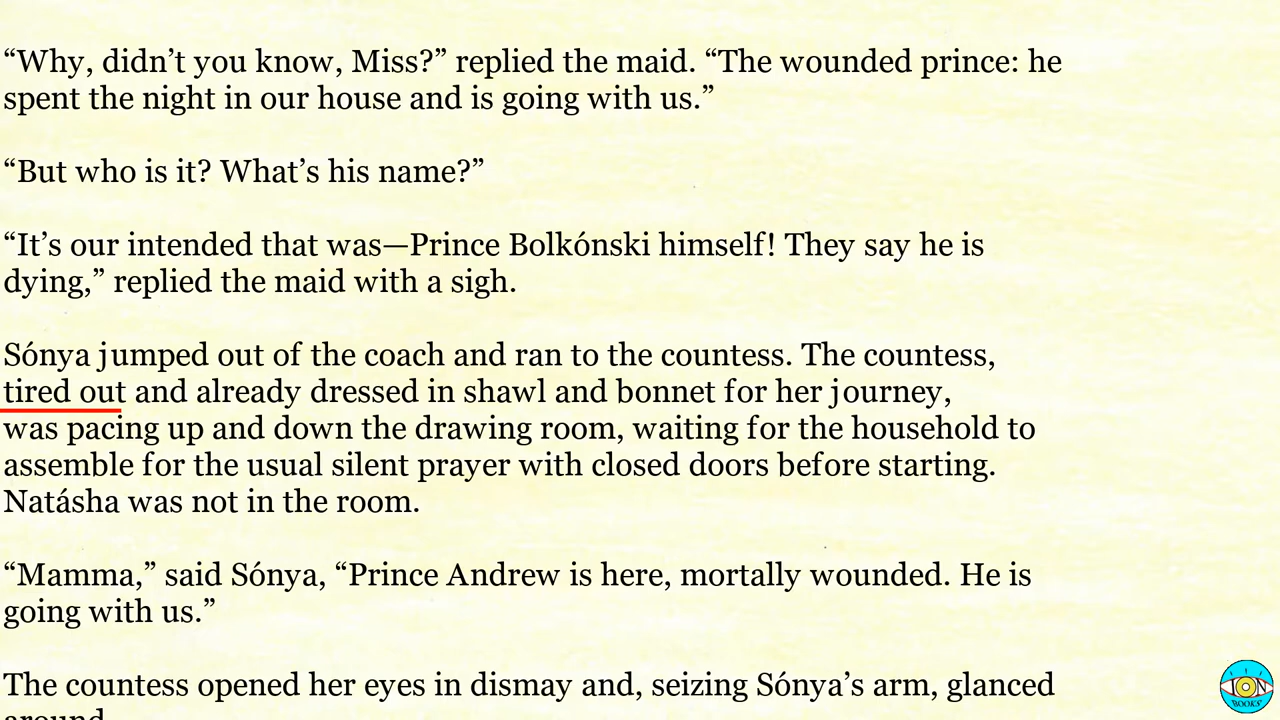 “Why, didn’t you know, Miss?” replied the maid. “The wounded prince: he
spent the night in our house and is going with us.”
“But who is it? What’s his name?”
“It’s our intended that was—Prince Bolkónski himself! They say he is
dying,” replied the maid with a sigh.
Sónya jumped out of the coach and ran to the countess. The countess,
tired out and already dressed in shawl and bonnet for her journey,
was pacing up and down the drawing room, waiting for the household to
assemble for the usual silent prayer with closed doors before starting.
Natásha was not in the room.
“Mamma,” said Sónya, “Prince Andrew is here, mortally wounded. He is
going with us.”
The countess opened her eyes in dismay and, seizing Sónya’s arm, glanced
around.
ION
BOOKS